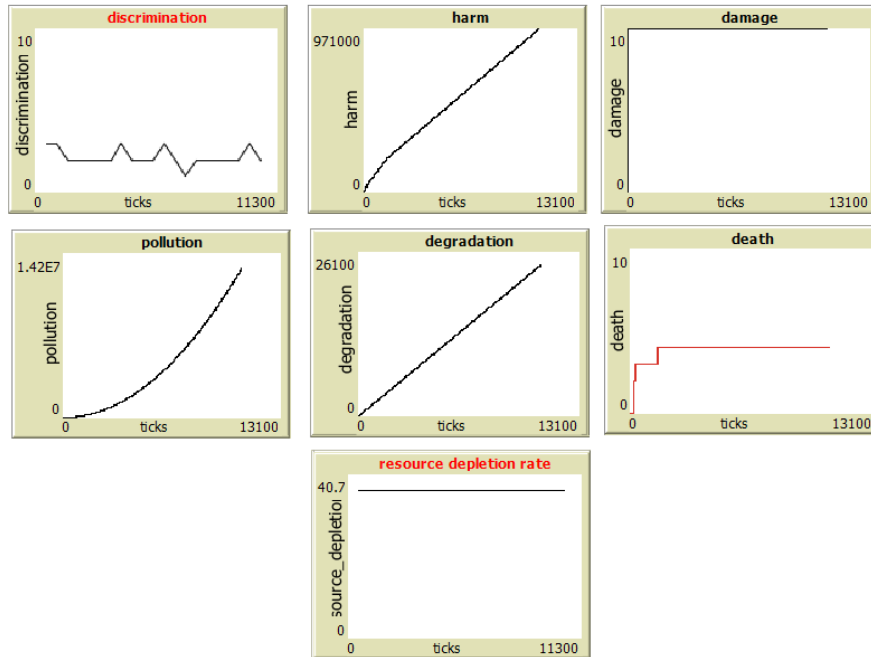 discrimination
10
discrimination
0
0 ticks 11300
harm
971000
harm
0
0 ticks 13100
damage
10
damage
0
0 ticks 13100
pollution
1.42E7
pollution
0
0 ticks 13100
degradation
26100
degradation
0
0 ticks 13100
death
10
death
0
0 ticks 13100
resource depletion rate
40.7
source_depletion
0
0 ticks 11300